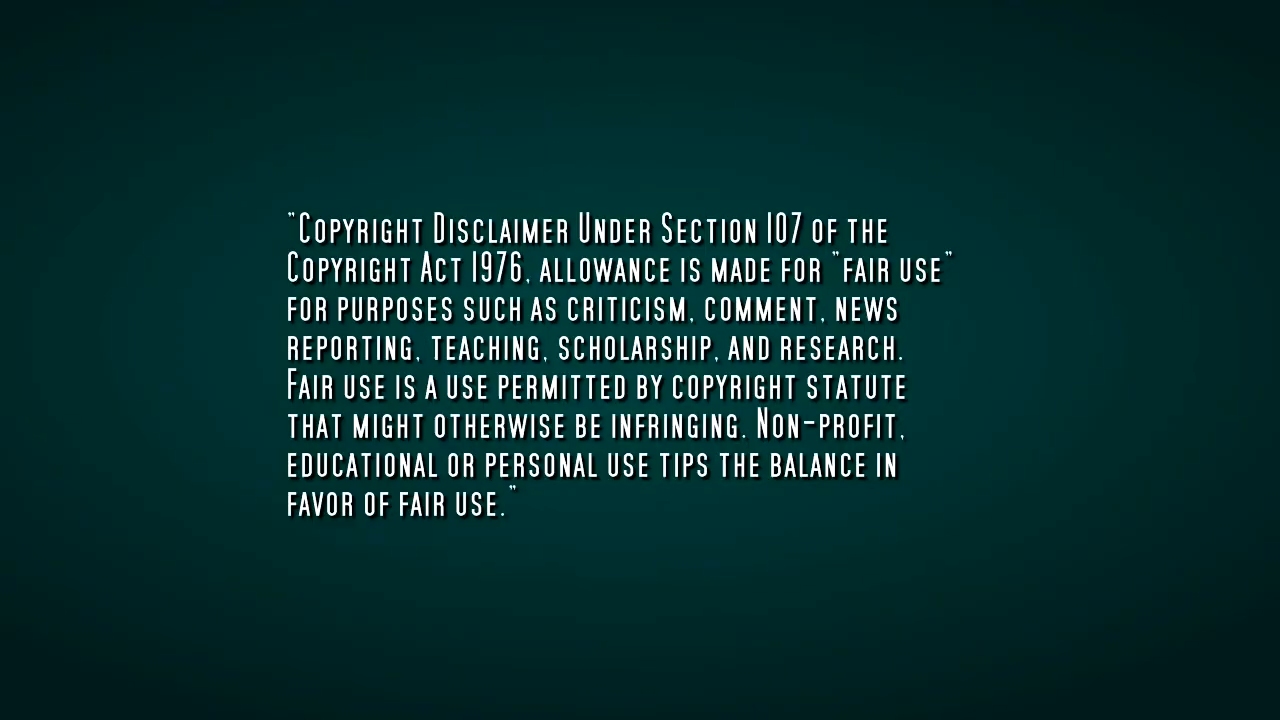 "Copyright Disclaimer Under Section 107 of the
Copyright Act 1976, allowance is made for "fair use"
for purposes such as criticism, comment, news
reporting, teaching, scholarship, and research.
Fair use is a use permitted by copyright statute
that might otherwise be infringing. Non-profit,
educational or personal use tips the balance in
favor of fair use."